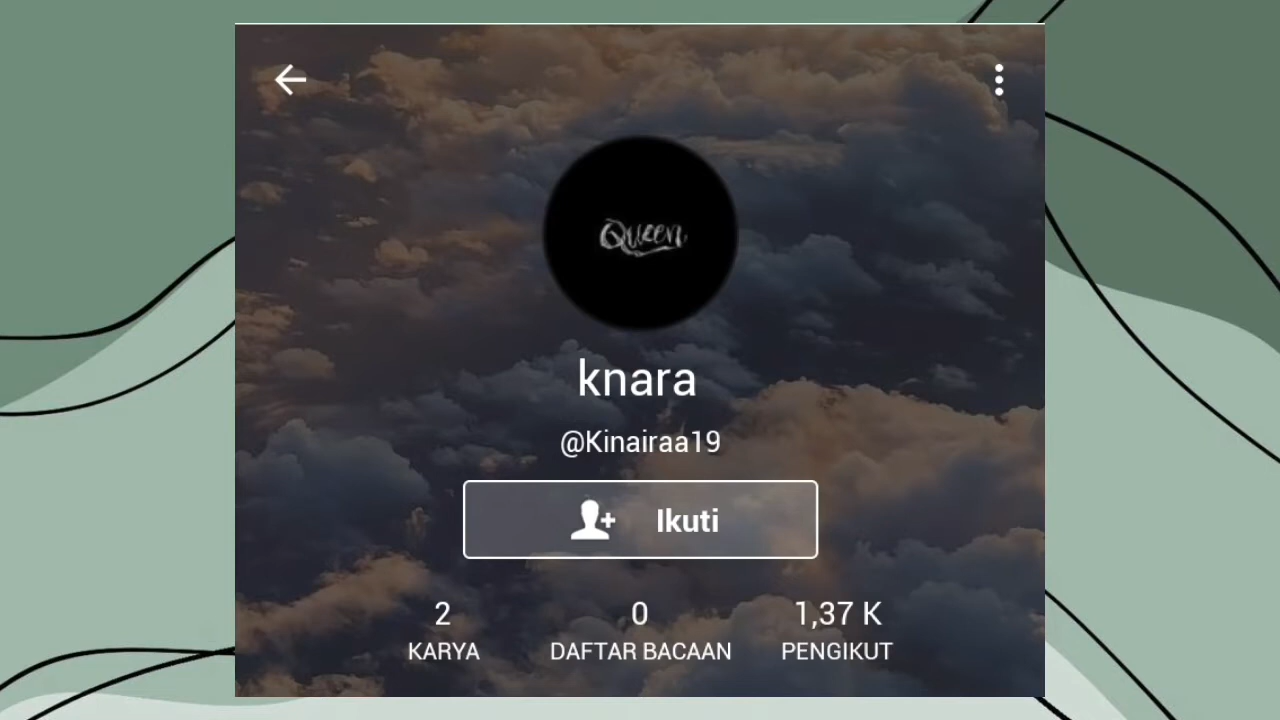 Queen
knara
@Kinairaa19
Ikuti
2 0 1,37 K
KARYA DAFTAR BACAAN PENGIKUT